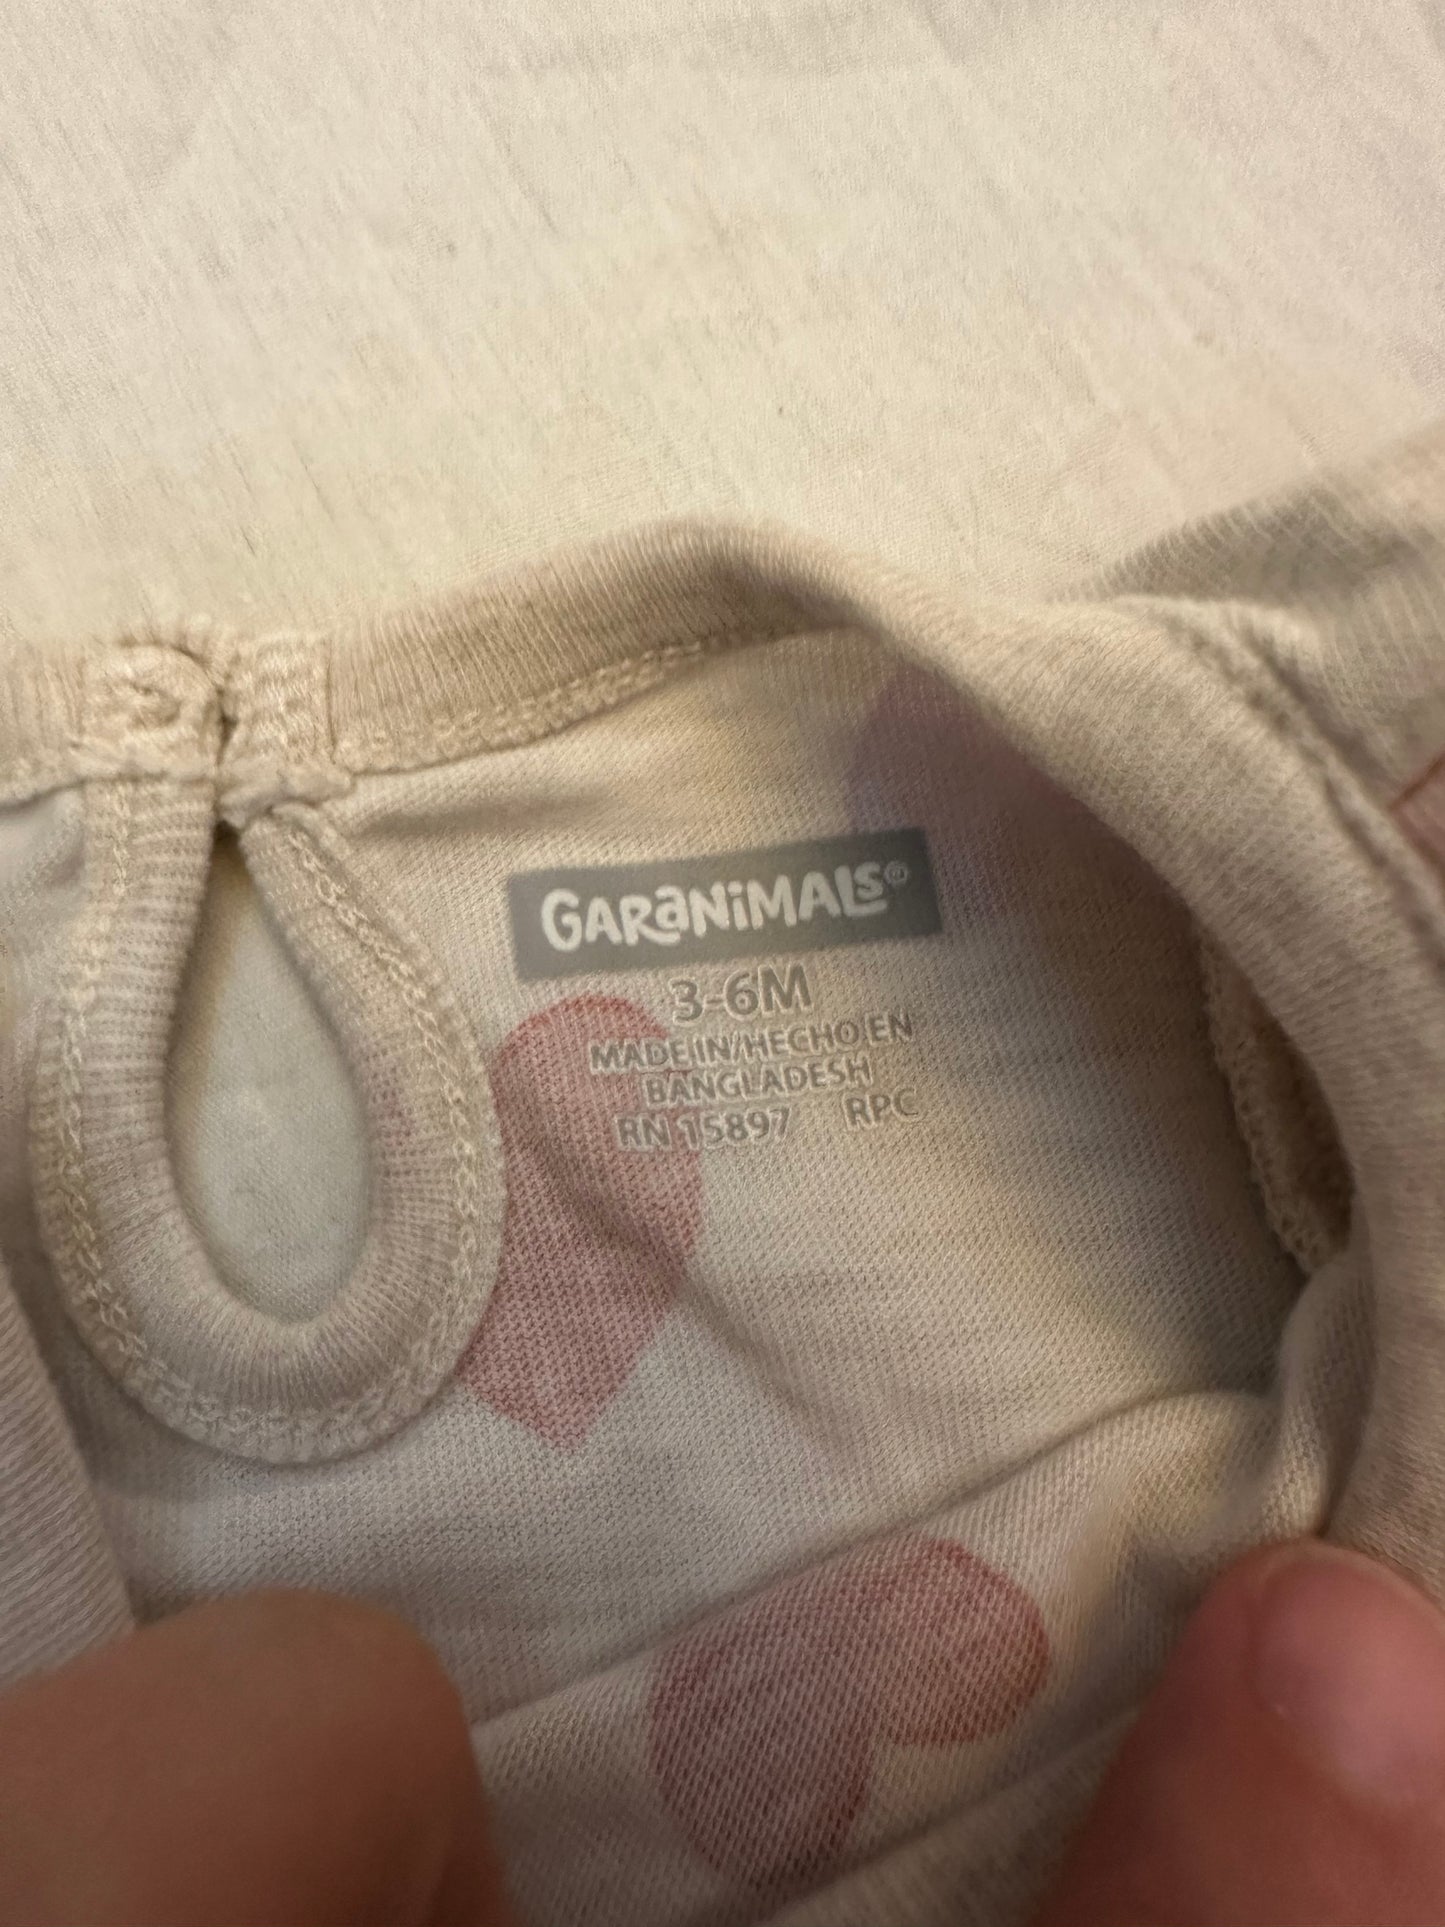 GARANiMALS®
3-6M
MADE IN/HECHO EN
BANGLADESH
RN 15897 RPC